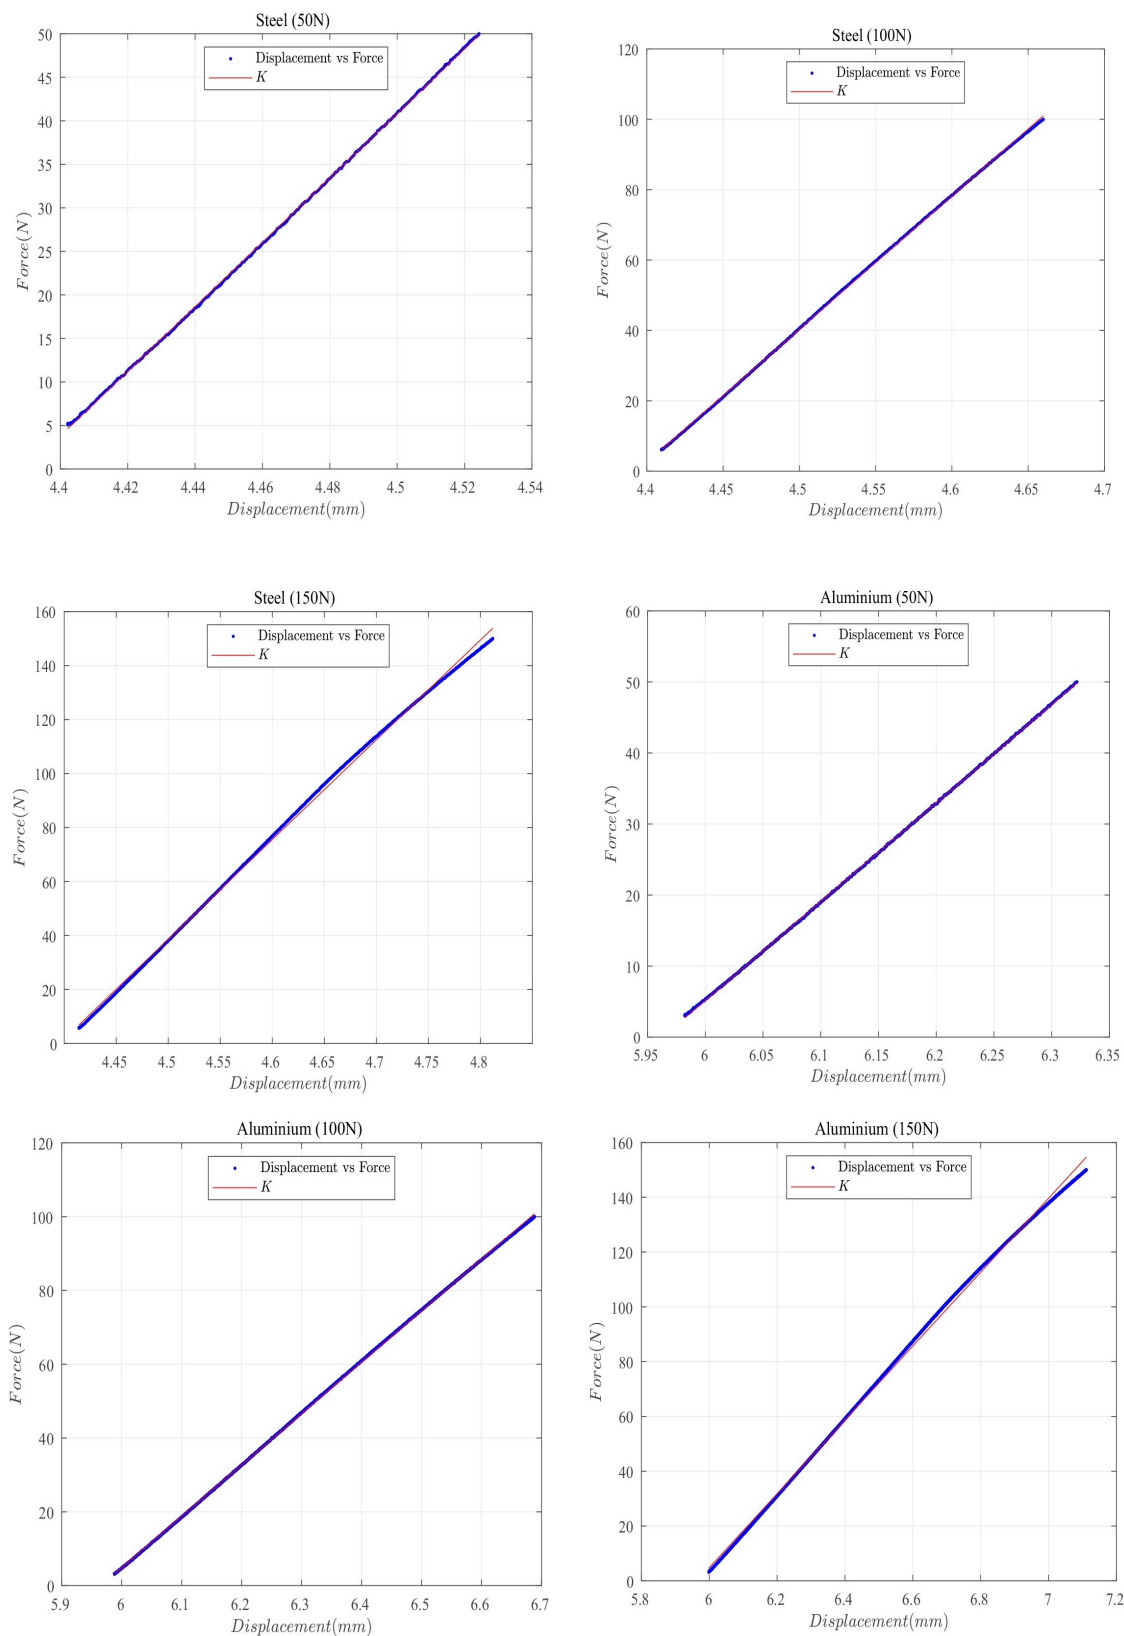 Steel (50N)
50
45
40
35
30
25
20
15
10
5
0
Force(N)
Displacement vs Force
K
4.4 4.42 4.44 4.46 4.48 4.5 4.52 4.54
Displacement(mm)
Steel (100N)
120
100
80
60
40
20
0
Force(N)
Displacement vs Force
K
4.4 4.45 4.5 4.55 4.6 4.65 4.7
Displacement(mm)
Steel (150N)
160
140
120
100
80
60
40
20
0
Force(N)
Displacement vs Force
K
4.45 4.5 4.55 4.6 4.65 4.7 4.75 4.8
Displacement(mm)
Aluminium (50N)
60
50
40
30
20
10
0
Force(N)
Displacement vs Force
K
5.95 6 6.05 6.1 6.15 6.2 6.25 6.3 6.35
Displacement(mm)
Aluminium (100N)
120
100
80
60
40
20
0
Force(N)
Displacement vs Force
K
5.9 6 6.1 6.2 6.3 6.4 6.5 6.6 6.7
Displacement(mm)
Aluminium (150N)
160
140
120
100
80
60
40
20
0
Force(N)
Displacement vs Force
K
5.8 6 6.2 6.4 6.6 6.8 7 7.2
Displacement(mm)